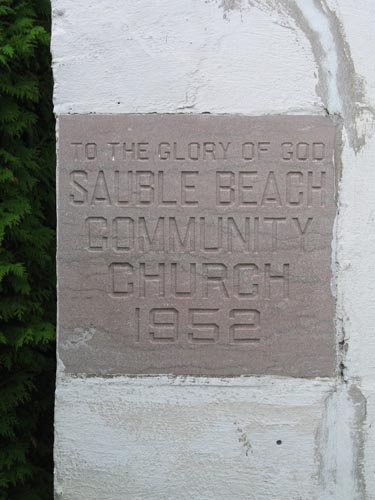 TO THE GLORY OF GOD
SAUBLE BEACH
COMMUNITY
CHURCH
1952